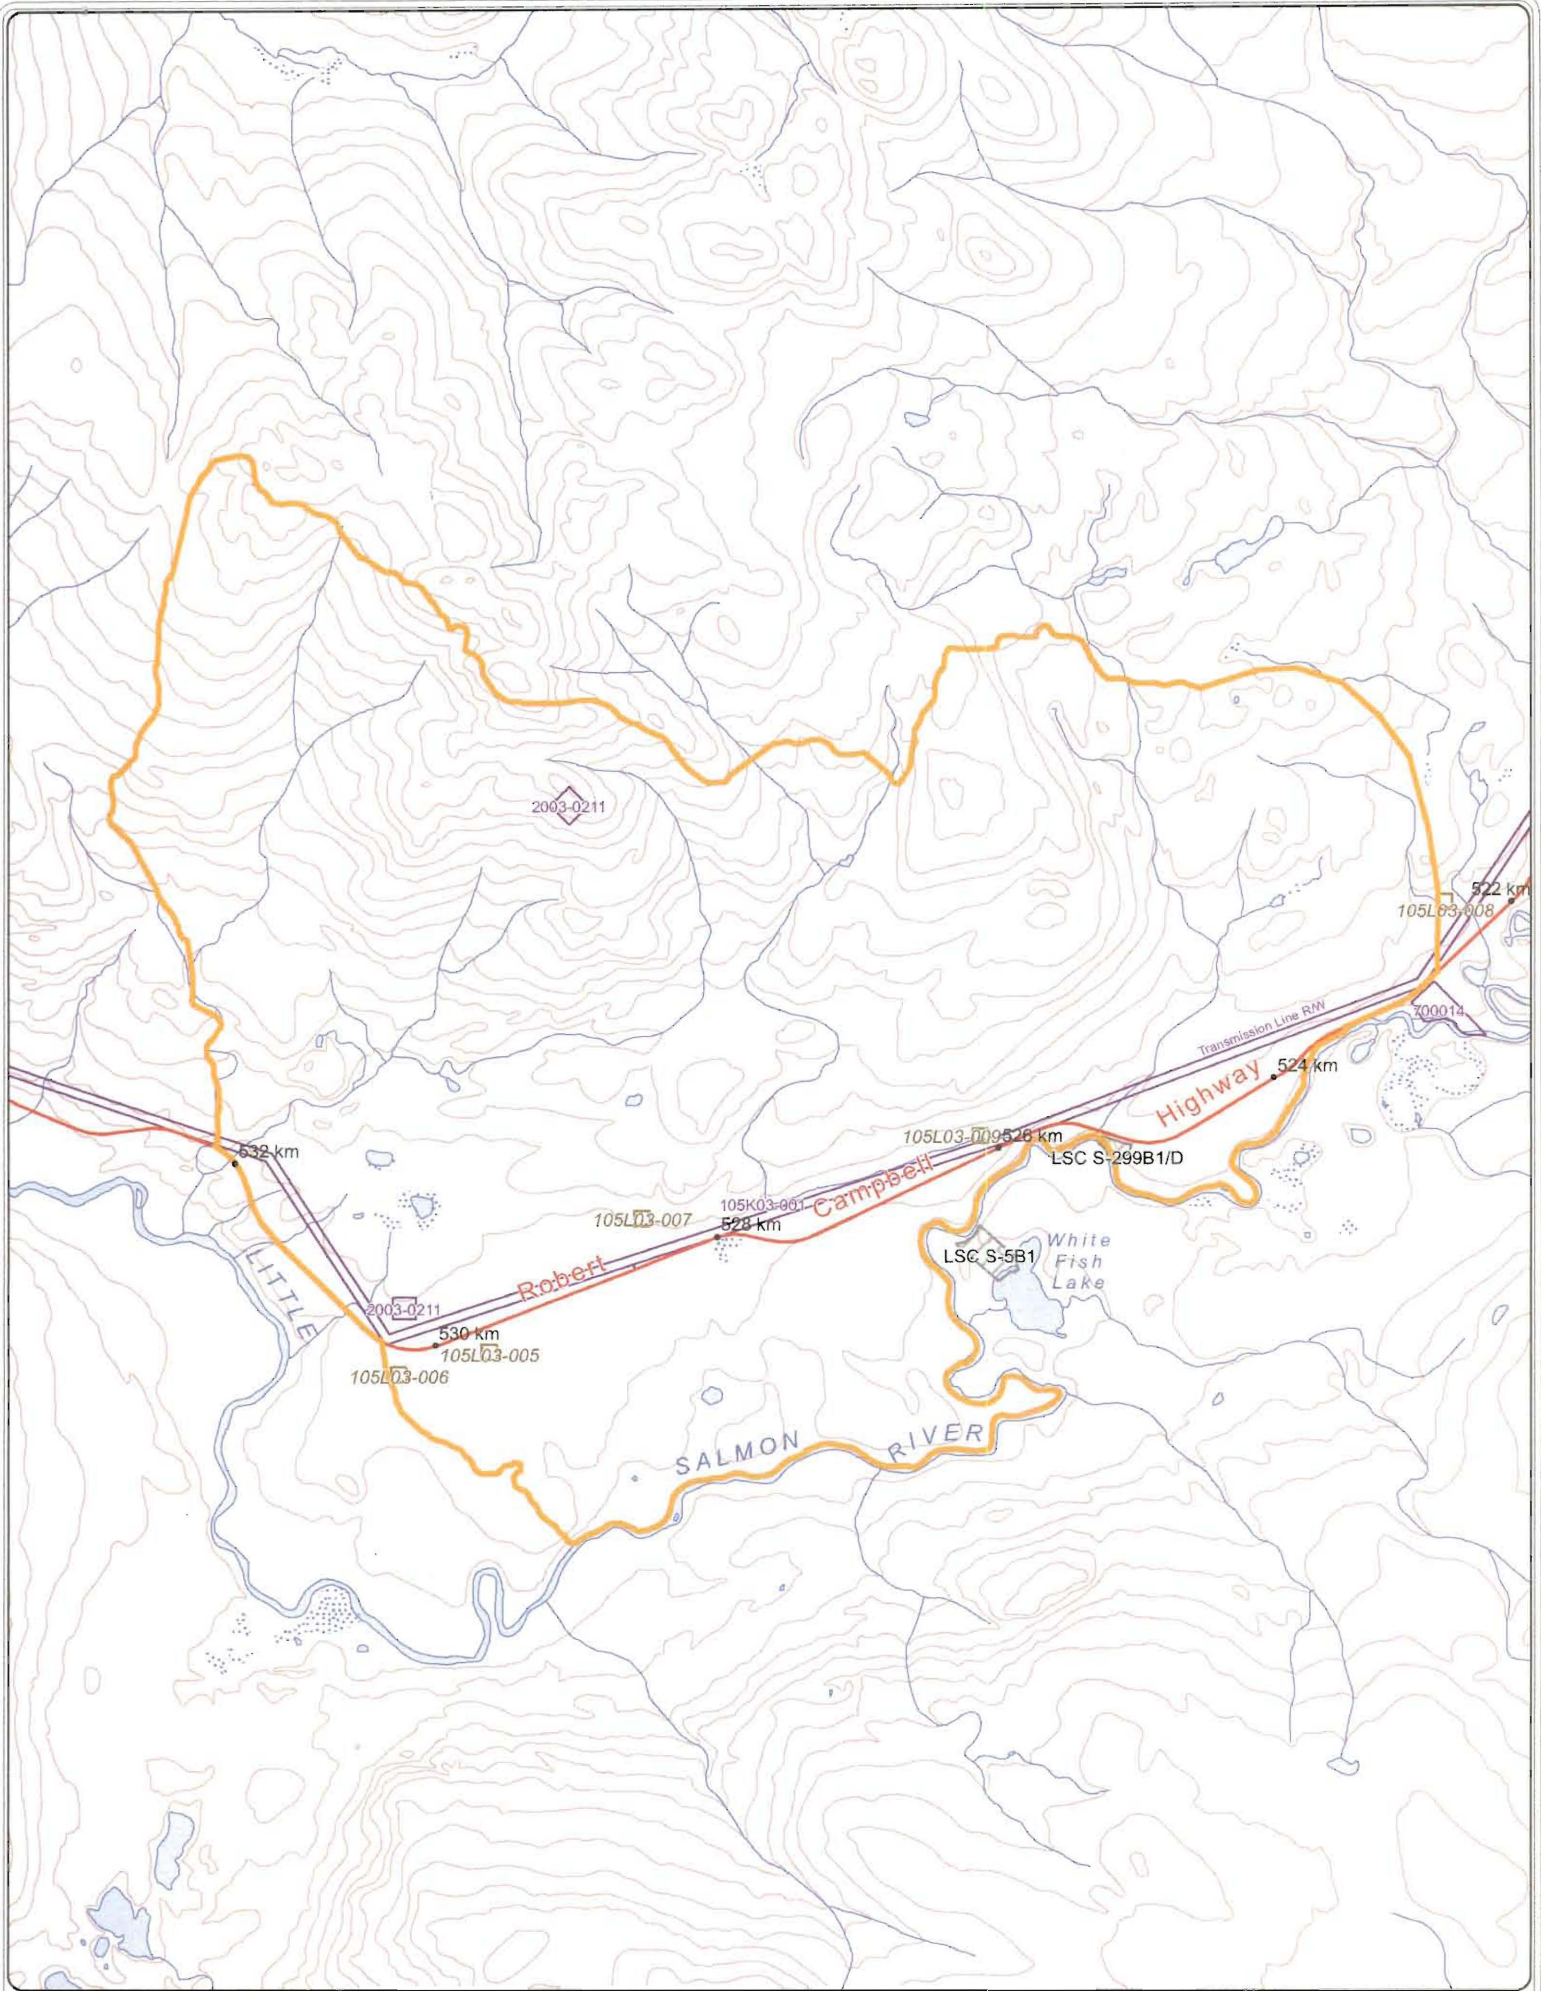 2003-0211
522 km
105L03-008
700014
Transmission Line R/W
524 km
Highway
105L03-009
526 km
LSC S-299B1/D
532 km
Campbell
105K03-001
105L03-007
528 km
White
Fish
Lake
LSC S-5B1
LITTLE
Robert
2003-0211
530 km
105L03-005
105L03-006
SALMON
RIVER